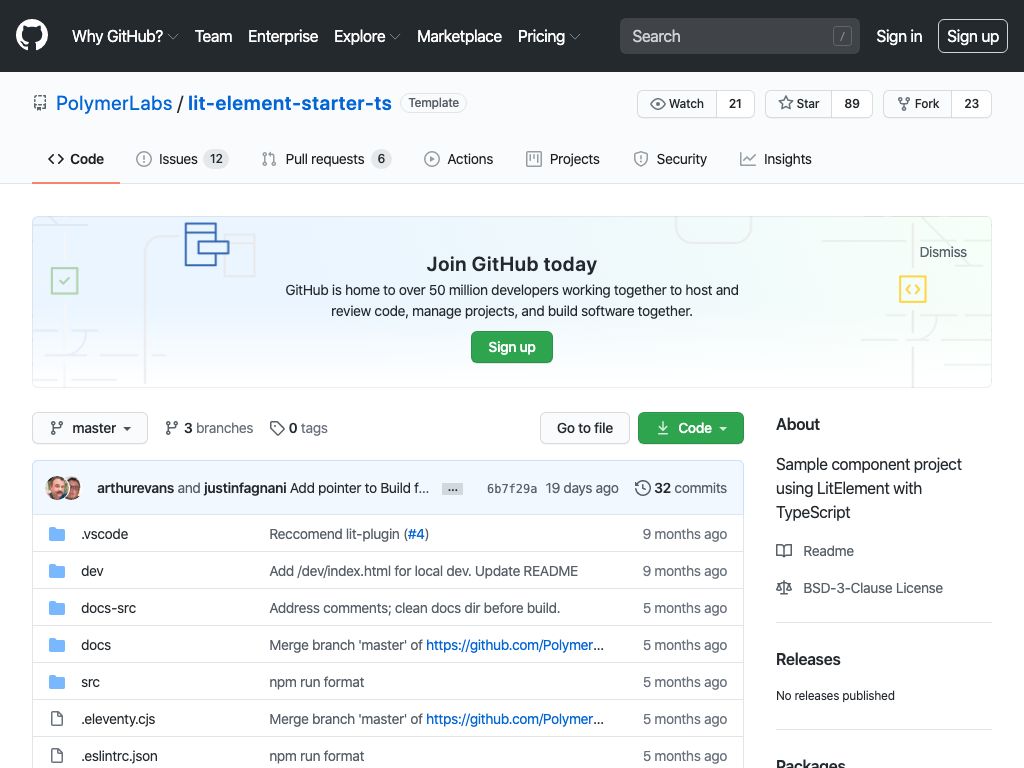 Why GitHub? Team Enterprise Explore Marketplace Pricing Search / Sign in Sign up
PolymerLabs / lit-element-starter-ts Template Watch 21 Star 89 Fork 23
Code Issues 12 Pull requests 6 Actions Projects Security Insights
Dismiss
Join GitHub today
GitHub is home to over 50 million developers working together to host and
review code, manage projects, and build software together.
Sign up
master 3 branches 0 tags Go to file Code
arthurevans and justinfagnani Add pointer to Build f… … 6b7f29a 19 days ago 32 commits
.vscode Reccomend lit-plugin (#4) 9 months ago
dev Add /dev/index.html for local dev. Update README 9 months ago
docs-src Address comments; clean docs dir before build. 5 months ago
docs Merge branch 'master' of https://github.com/Polymer… 5 months ago
src npm run format 5 months ago
.eleventy.cjs Merge branch 'master' of https://github.com/Polymer… 5 months ago
.eslintrc.json npm run format 5 months ago
About
Sample component project
using LitElement with
TypeScript
Readme
BSD-3-Clause License
Releases
No releases published
Packages